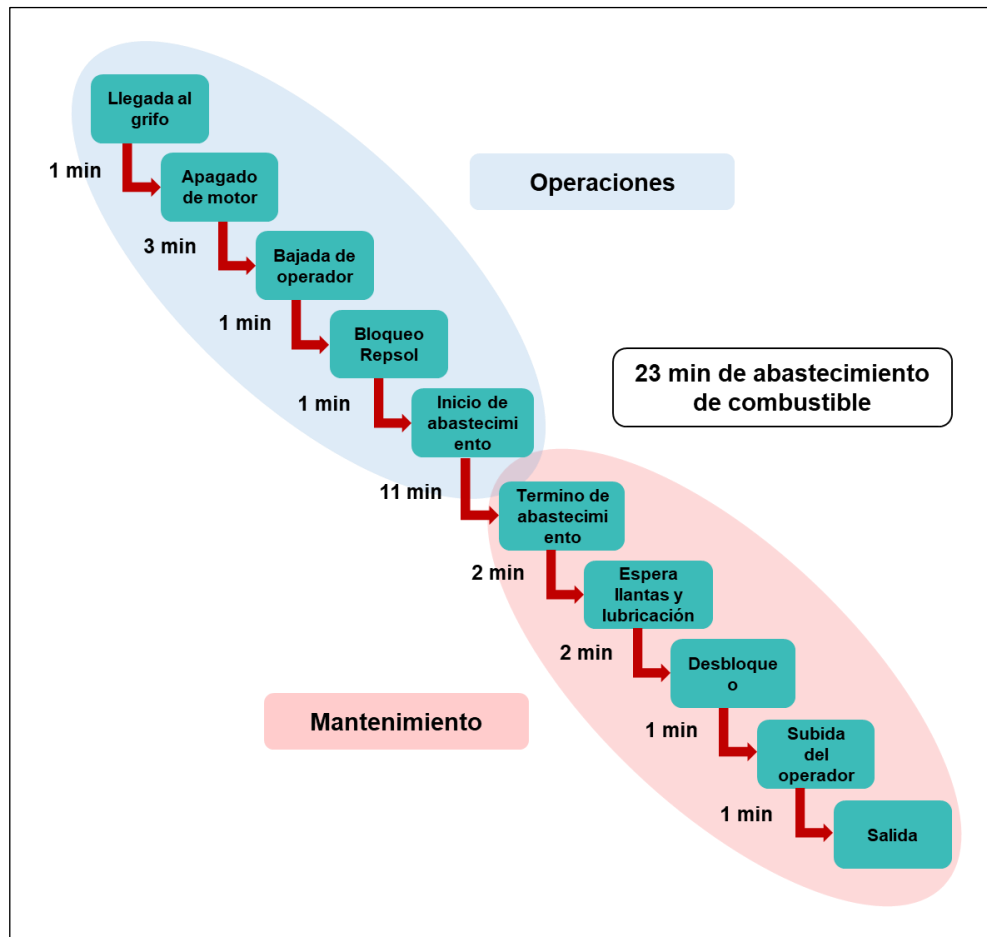 Llegada al
grifo
1 min
Apagado
de motor
Operaciones
3 min
Bajada de
operador
1 min
Bloqueo
Repsol
23 min de abastecimiento
de combustible
1 min
Inicio de
abastecimi
ento
11 min
Termino de
abastecimi
ento
2 min
Espera
llantas y
lubricación
2 min
Desbloque
o
Mantenimiento
1 min
Subida
del
operador
1 min
Salida